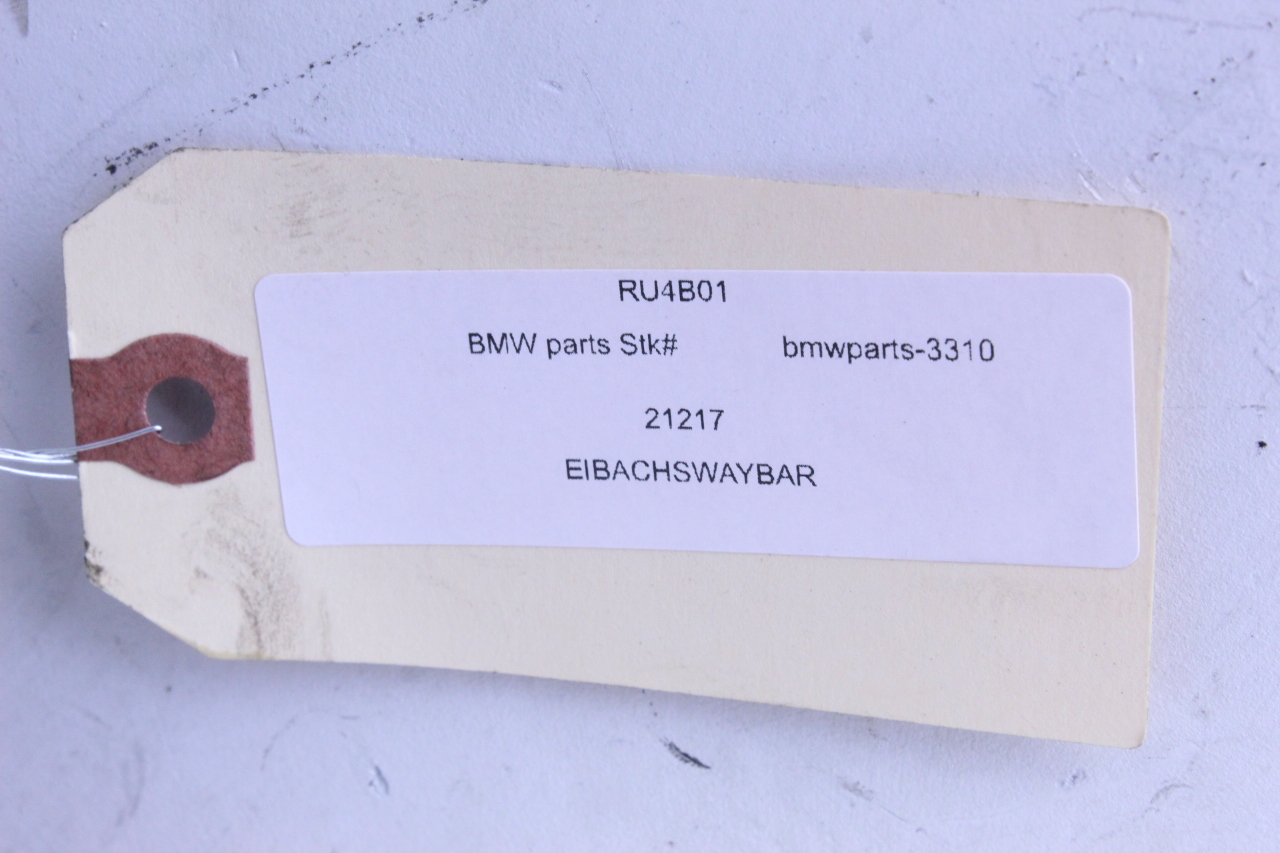 RU4B01
BMW parts Stk# bmwparts-3310
21217
EIBACHSWAYBAR